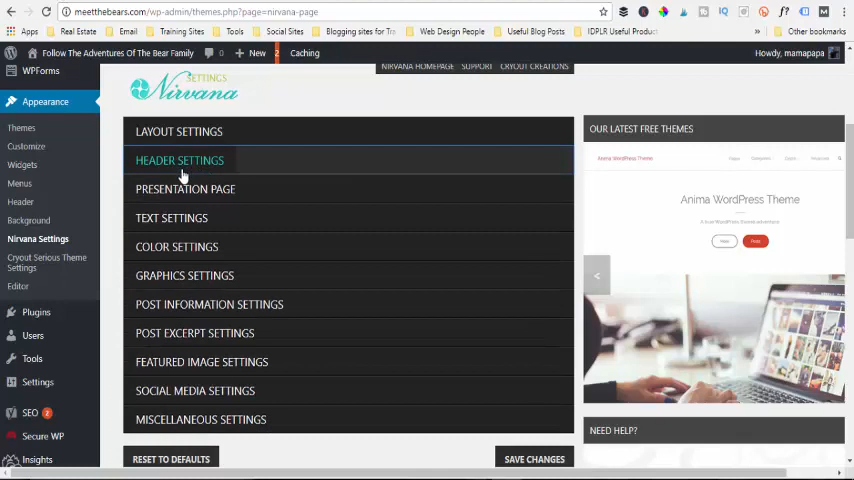 meetthebears.com/wp-admin/themes.php?page=nirvana-page
Apps Real Estate Email Training Sites Tools Social Sites Blogging sites for Web Design People Useful Blog Posts IDPLR Useful Produc » Other bookmarks
Follow The Adventures Of The Bear Family 0 New 2 Caching Howdy, mamapapa
WPForms
Appearance
Themes
Customize
Widgets
Menus
Header
Background
Nirvana Settings
Cryout Serious Theme
Settings
Editor
Plugins
Users
Tools
Settings
SEO 2
Secure WP
Insights
NIRVANA HOMEPAGE SUPPORT CRYOUT CREATIONS
SETTINGS
Nirvana
LAYOUT SETTINGS
HEADER SETTINGS
PRESENTATION PAGE
TEXT SETTINGS
COLOR SETTINGS
GRAPHICS SETTINGS
POST INFORMATION SETTINGS
POST EXCERPT SETTINGS
FEATURED IMAGE SETTINGS
SOCIAL MEDIA SETTINGS
MISCELLANEOUS SETTINGS
RESET TO DEFAULTS SAVE CHANGES
OUR LATEST FREE THEMES
Anima WordPress Theme
Anima WordPress Theme
NEED HELP?